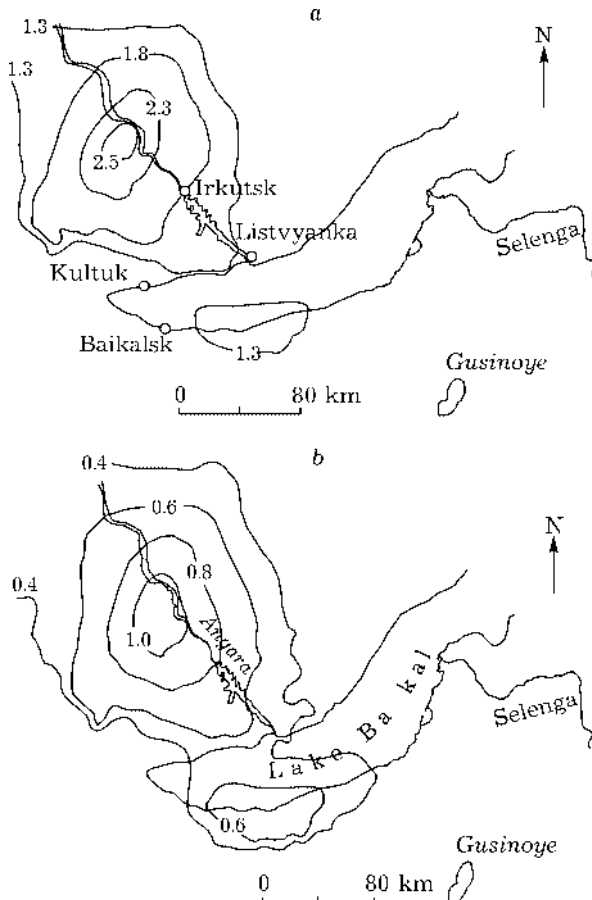 a
1.3
1.3
1.8
N
2.3
2.5
Irkutsk
Listvyanka
Selenga
Kultuk
Baikalsk
1.3
Gusinoye
0 80 km
b
0.4
0.6
N
0.4
0.8
1.0
Angara
Selenga
Lake Ba kal
0.6
Gusinoye
0 80 km